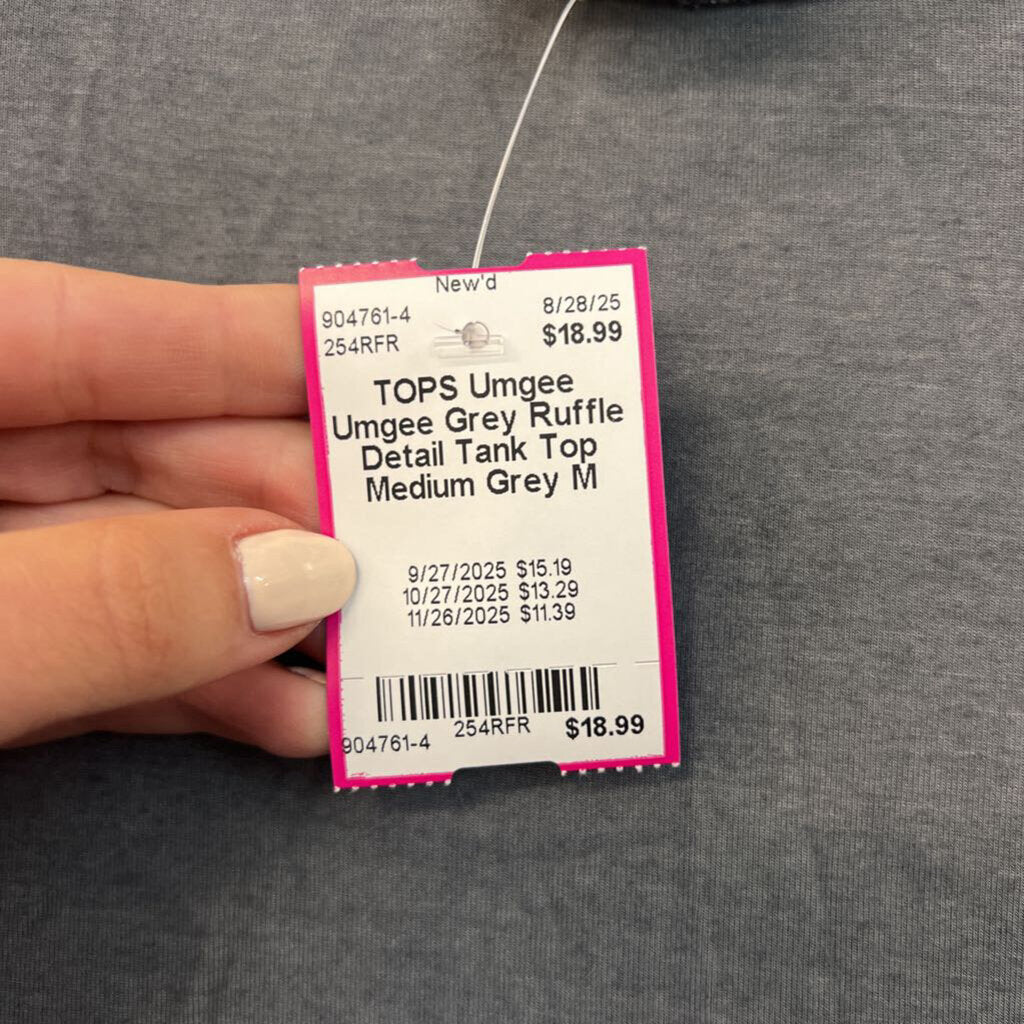 New'd
904761-4 8/28/25
254RFR $18.99
TOPS Umgee
Umgee Grey Ruffle
Detail Tank Top
Medium Grey M
9/27/2025 $15.19
10/27/2025 $13.29
11/26/2025 $11.39
904761-4 254RFR $18.99